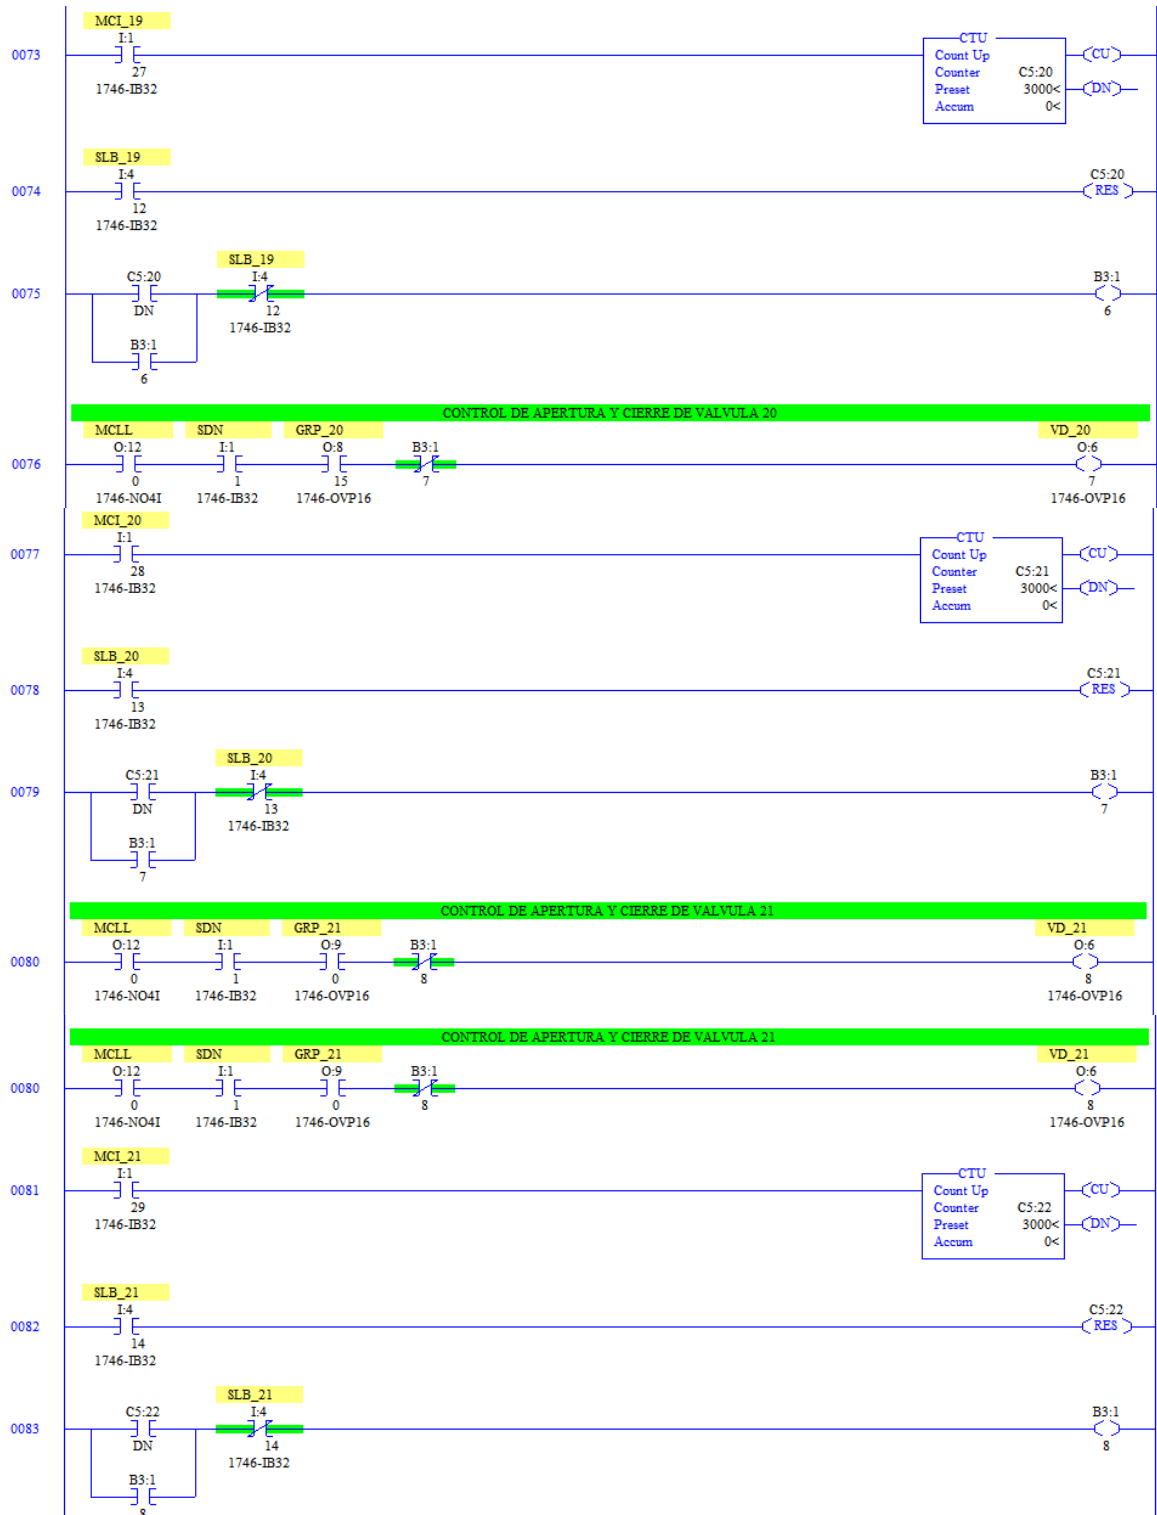 MCI_19
I:1
0073
27
1746-IB32
CTU
Count Up
Counter C5:20
Preset 3000<
Accum 0<
CU
DN
SLB_19
I:4
0074
12
1746-IB32
C5:20
RES
SLB_19
C5:20 I:4 B3:1
0075
DN 12 6
1746-IB32
B3:1
6
CONTROL DE APERTURA Y CIERRE DE VALVULA 20
MCLL SDN GRP_20 VD_20
O:12 I:1 O:8 B3:1 O:6
0076
0 1 15 7 7
1746-NO4I 1746-IB32 1746-OVP16 1746-OVP16
MCI_20
I:1
0077
28
1746-IB32
CTU
Count Up
Counter C5:21
Preset 3000<
Accum 0<
CU
DN
SLB_20
I:4
0078
13
1746-IB32
C5:21
RES
SLB_20
C5:21 I:4 B3:1
0079
DN 13 7
1746-IB32
B3:1
7
CONTROL DE APERTURA Y CIERRE DE VALVULA 21
MCLL SDN GRP_21 VD_21
O:12 I:1 O:9 B3:1 O:6
0080
0 1 0 8 8
1746-NO4I 1746-IB32 1746-OVP16 1746-OVP16
CONTROL DE APERTURA Y CIERRE DE VALVULA 21
MCLL SDN GRP_21 VD_21
O:12 I:1 O:9 B3:1 O:6
0080
0 1 0 8 8
1746-NO4I 1746-IB32 1746-OVP16 1746-OVP16
MCI_21
I:1
0081
29
1746-IB32
CTU
Count Up
Counter C5:22
Preset 3000<
Accum 0<
CU
DN
SLB_21
I:4
0082
14
1746-IB32
C5:22
RES
SLB_21
C5:22 I:4 B3:1
0083
DN 14 8
1746-IB32
B3:1
8